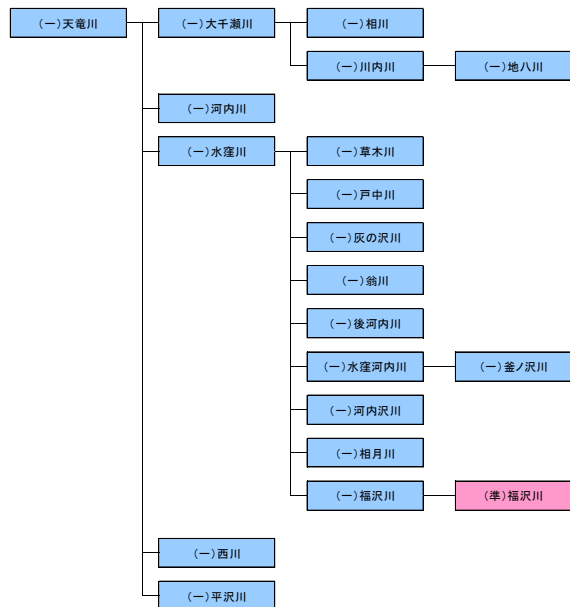 (一)天竜川
(一)大千瀬川
(一)相川
(一)川内川
(一)地八川
(一)河内川
(一)水窪川
(一)草木川
(一)戸中川
(一)灰の沢川
(一)翁川
(一)後河内川
(一)水窪河内川
(一)釜ノ沢川
(一)河内沢川
(一)相月川
(一)福沢川
(準)福沢川
(一)西川
(一)平沢川